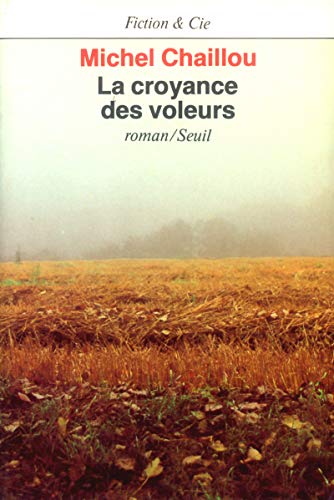 Fiction & Cie
Michel Chaillou
La croyance
des voleurs
roman/Seuil